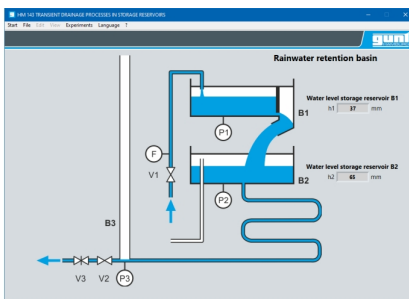 HM 143 TRANSIENT DRAINAGE PROCESSES IN STORAGE RESERVOIRS
Start File Edit View Experiments Language ?
gunt
Rainwater retention basin
Water level storage reservoir B1
h1 37 mm
B1
P1
F
V1
Water level storage reservoir B2
h2 65 mm
B2
P2
B3
V3 V2 P3